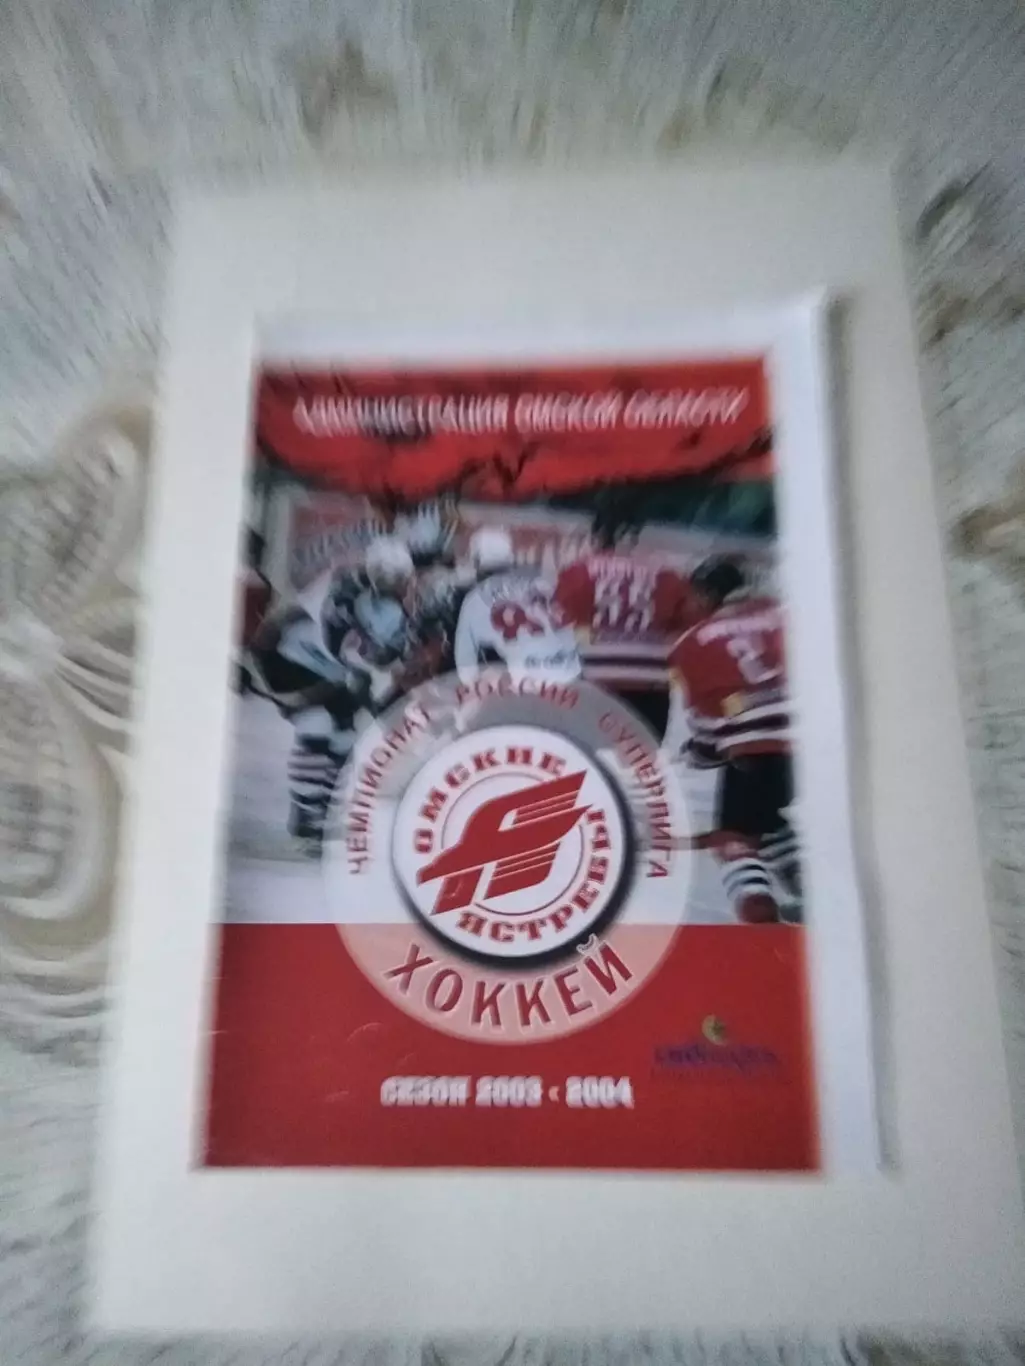 АДМИНИСТРАЦИЯ ОМСКОЙ ОБЛАСТИ
ЧЕМПИОНАТ РОССИИ СУПЕРЛИГА
ОМСКИЕ
ЯСТРЕБЫ
ХОККЕЙ
СЕЗОН 2003 - 2004